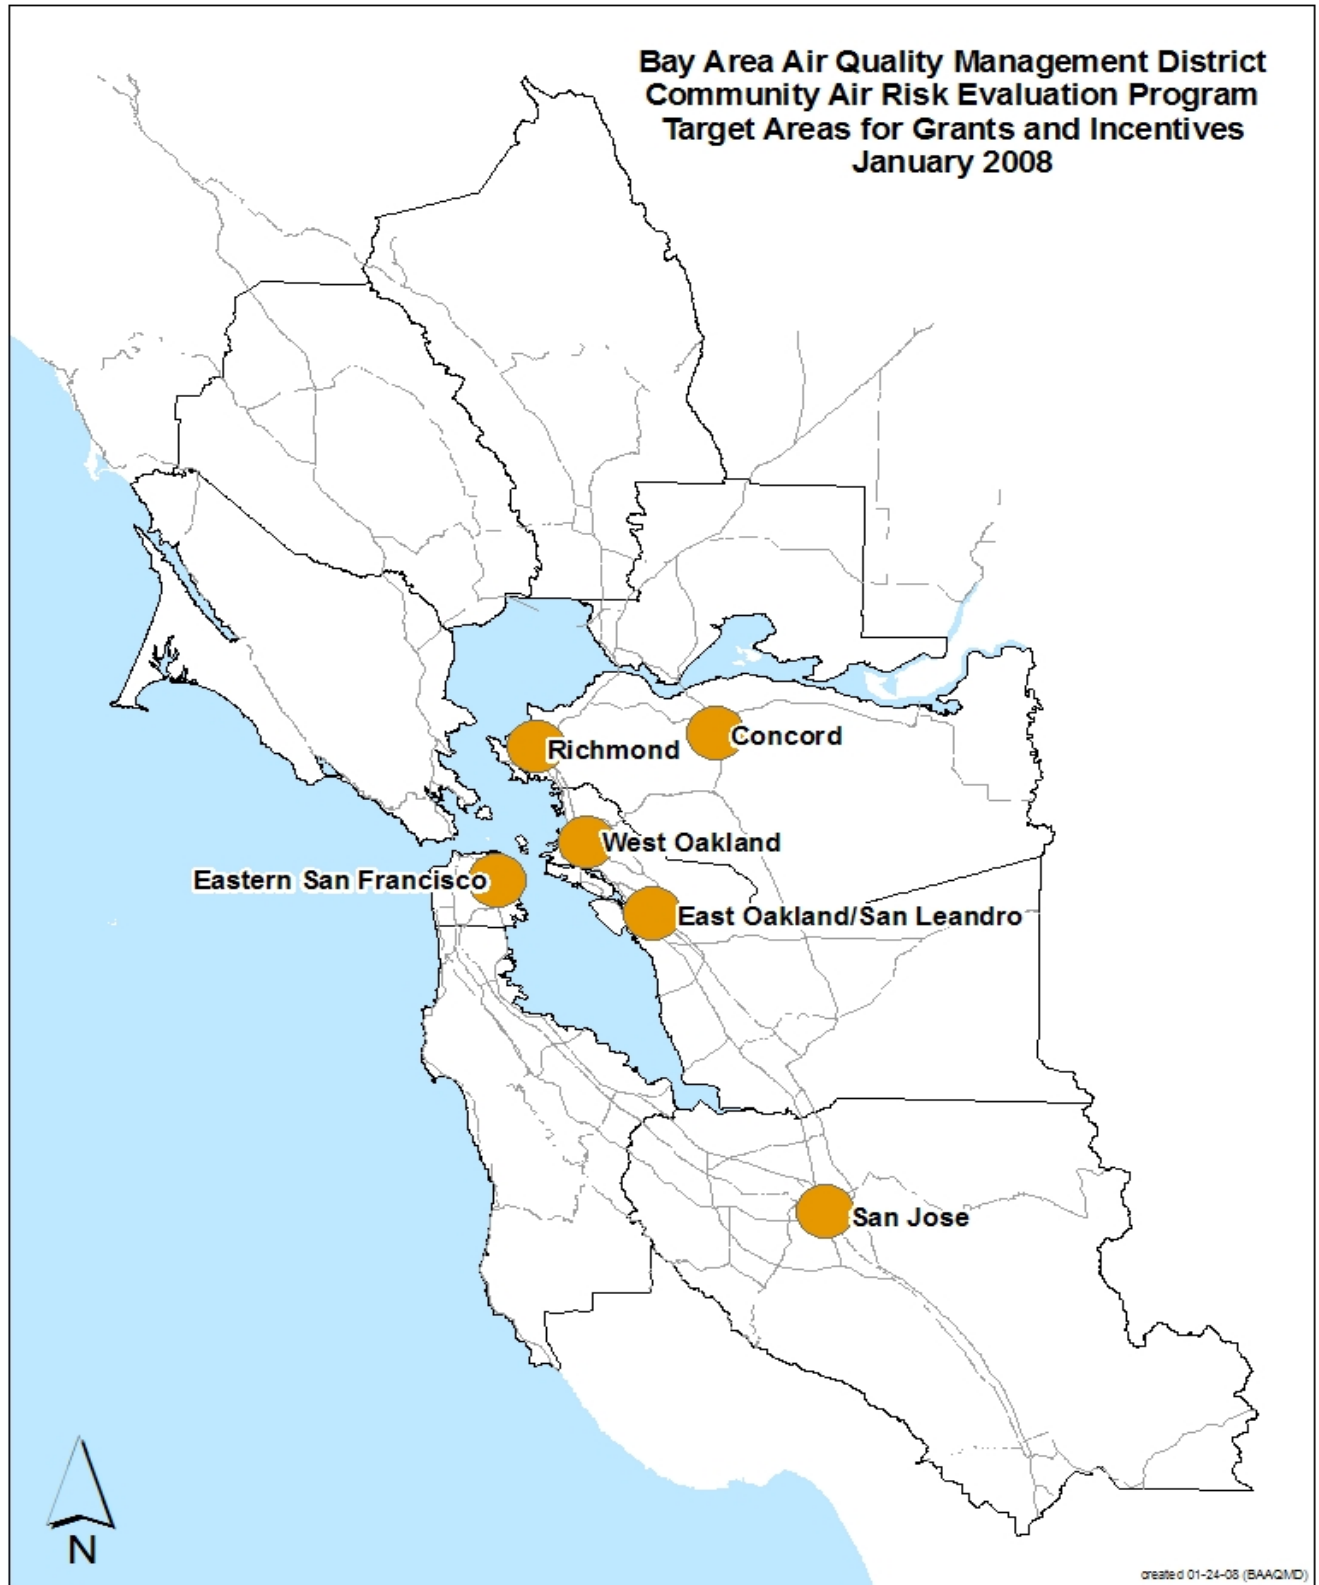 Bay Area Air Quality Management District
Community Air Risk Evaluation Program
Target Areas for Grants and Incentives
January 2008
Richmond
Concord
West Oakland
Eastern San Francisco
East Oakland/San Leandro
San Jose
N
created 01-24-08 (BAAQMD)